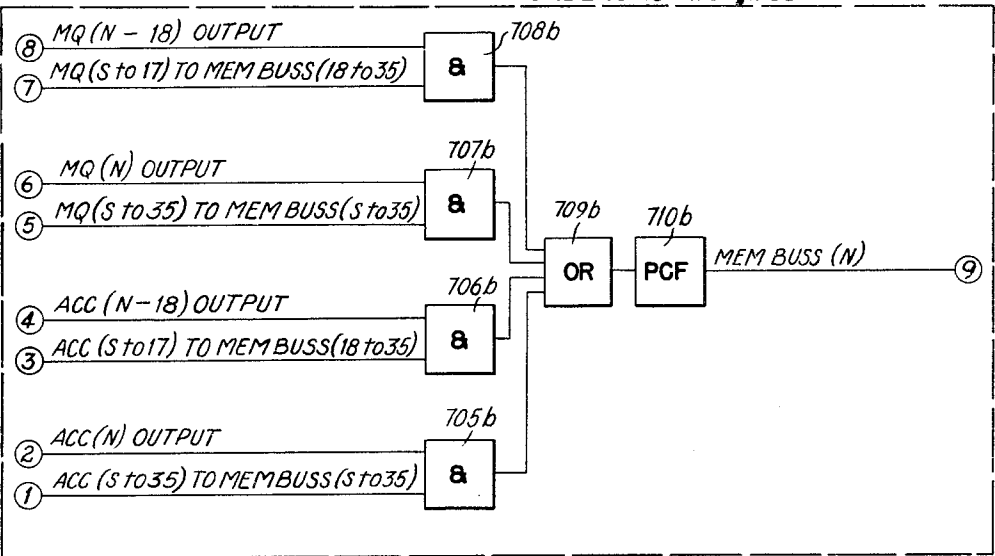 8 MQ(N - 18) OUTPUT
708b
&
7 MQ(S to 17) TO MEM BUSS(18 to 35)
707b
6 MQ(N) OUTPUT
&
5 MQ(S to 35) TO MEM BUSS(S to 35)
709b
710b
OR
PCF
MEM BUSS (N)
9
706b
4 ACC (N - 18) OUTPUT
&
3 ACC (S to 17) TO MEM BUSS(18 to 35)
705b
2 ACC(N) OUTPUT
&
1 ACC (S to 35) TO MEM BUSS(S to 35)